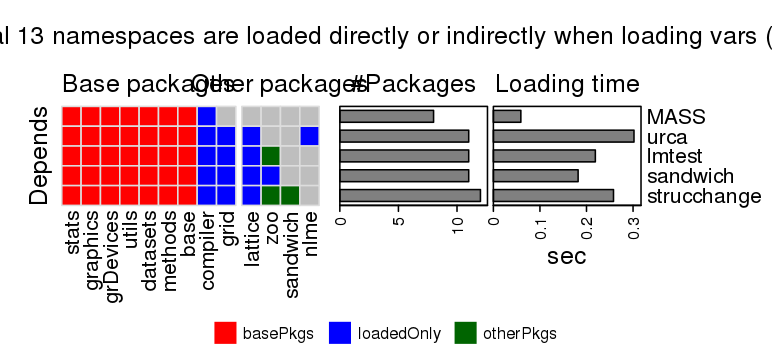 al 13 namespaces are loaded directly or indirectly when loading vars (
Base packages
Other packages
#Packages
Loading time
Depends
MASS
urca
lmtest
sandwich
strucchange
stats
graphics
grDevices
utils
datasets
methods
base
compiler
grid
lattice
zoo
sandwich
nlme
0
5
10
0
0.1
0.2
0.3
sec
basePkgs
loadedOnly
otherPkgs